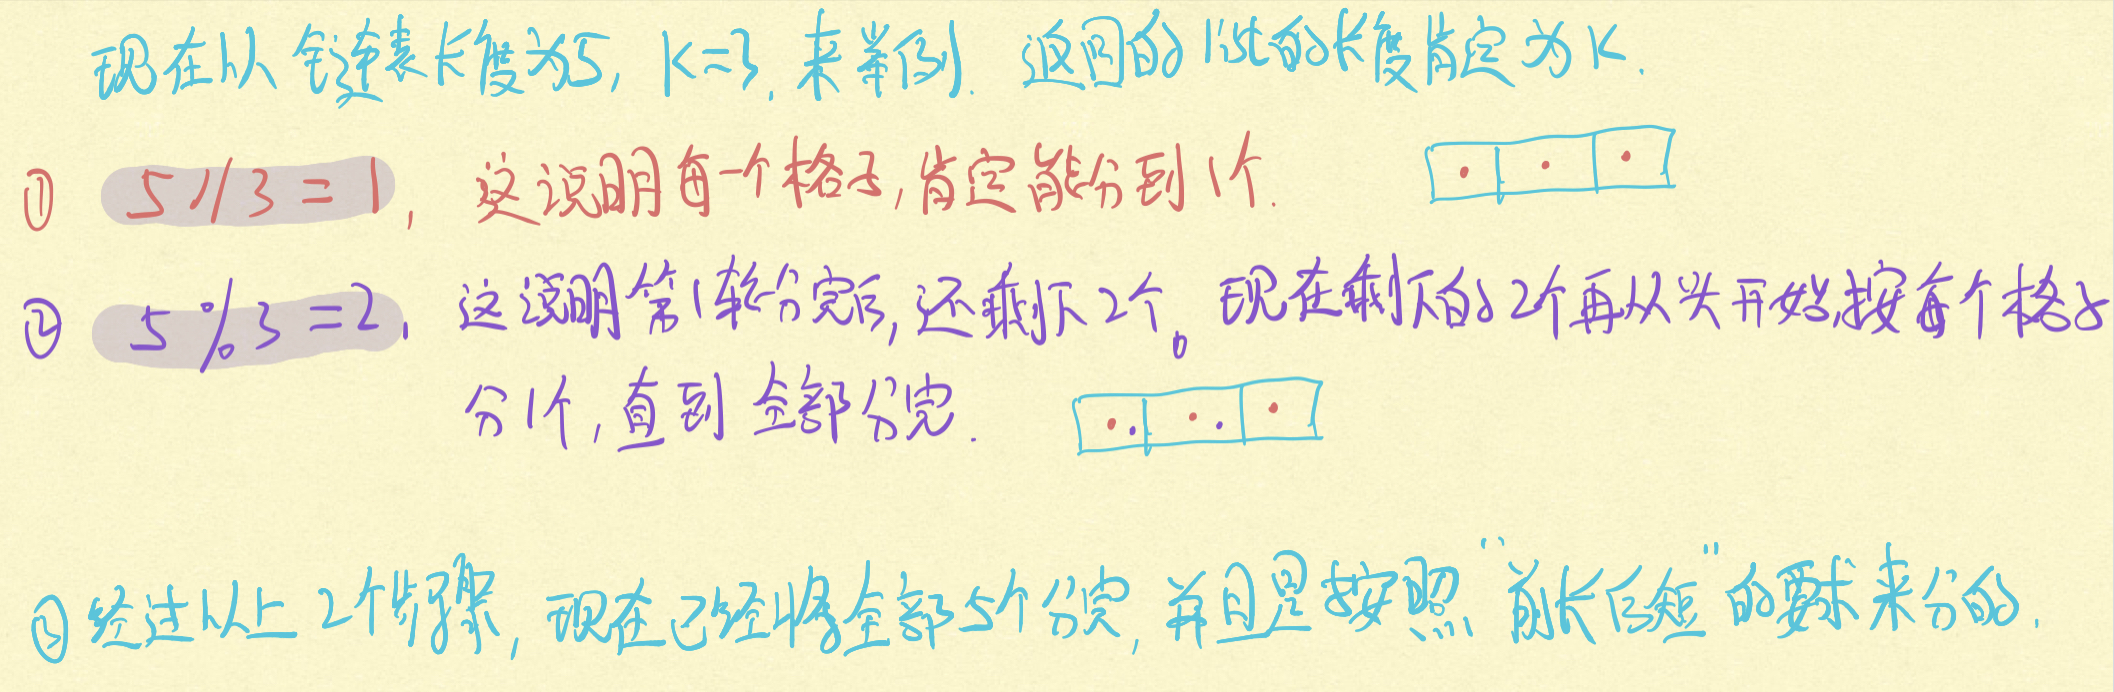 现在以链表长度为5, K=3, 来举例. 返回的list的长度肯定为K.
① 5//3=1, 这说明每一个格子,肯定能分到1个.
② 5%3=2, 这说明第1轮分完后,还剩下2个。现在剩下的2个再从头开始,按每个格子
分1个,直到全部分完.
③ 经过以上2个步骤,现在已经将全部5个分完,并且是按照“前长后短”的要求来分的.